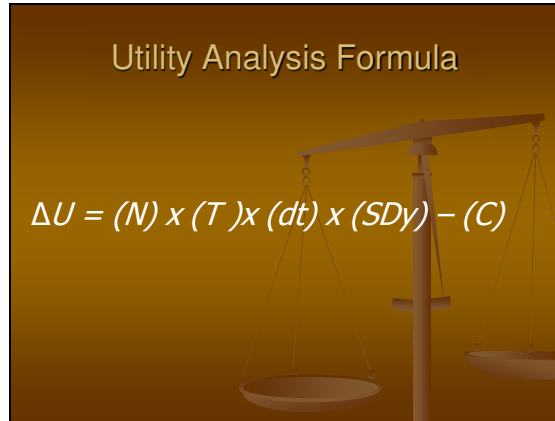 Utility Analysis Formula
ΔU = (N) x (T )x (dt) x (SDy) – (C)